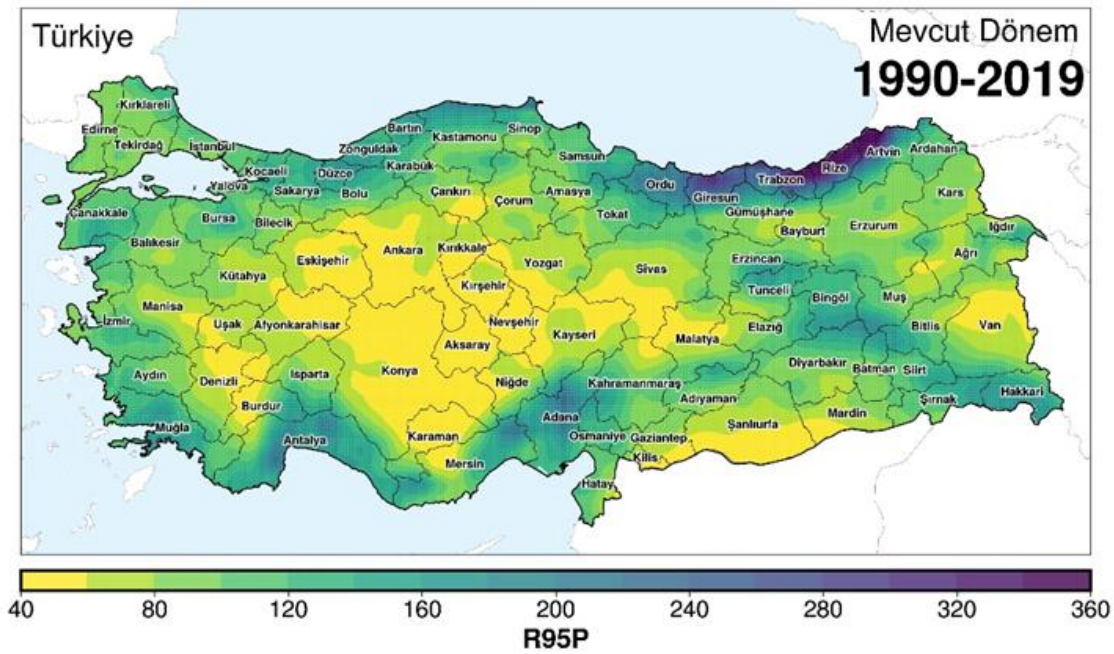 Türkiye
Mevcut Dönem
1990-2019
Kırklareli
Edirne
Tekirdağ
İstanbul
Kocaeli
Yalova
Sakarya
Düzce
Zonguldak
Bartın
Karabük
Kastamonu
Sinop
Samsun
Bolu
Çankırı
Çorum
Amasya
Tokat
Ordu
Giresun
Trabzon
Rize
Artvin
Ardahan
Kars
Gümüşhane
Bayburt
Erzurum
Iğdır
Ağrı
Çanakkale
Balıkesir
Bursa
Bilecik
Kütahya
Eskişehir
Ankara
Kırıkkale
Yozgat
Sivas
Erzincan
Tunceli
Bingöl
Muş
Kırşehir
Manisa
İzmir
Uşak
Afyonkarahisar
Nevşehir
Aksaray
Kayseri
Malatya
Elazığ
Bitlis
Van
Aydın
Denizli
Isparta
Burdur
Konya
Niğde
Kahramanmaraş
Adıyaman
Diyarbakır
Batman
Siirt
Şırnak
Hakkari
Muğla
Antalya
Karaman
Mersin
Adana
Osmaniye
Gaziantep
Kilis
Şanlıurfa
Mardin
Hatay
40 80 120 160 200 240 280 320 360
R95P